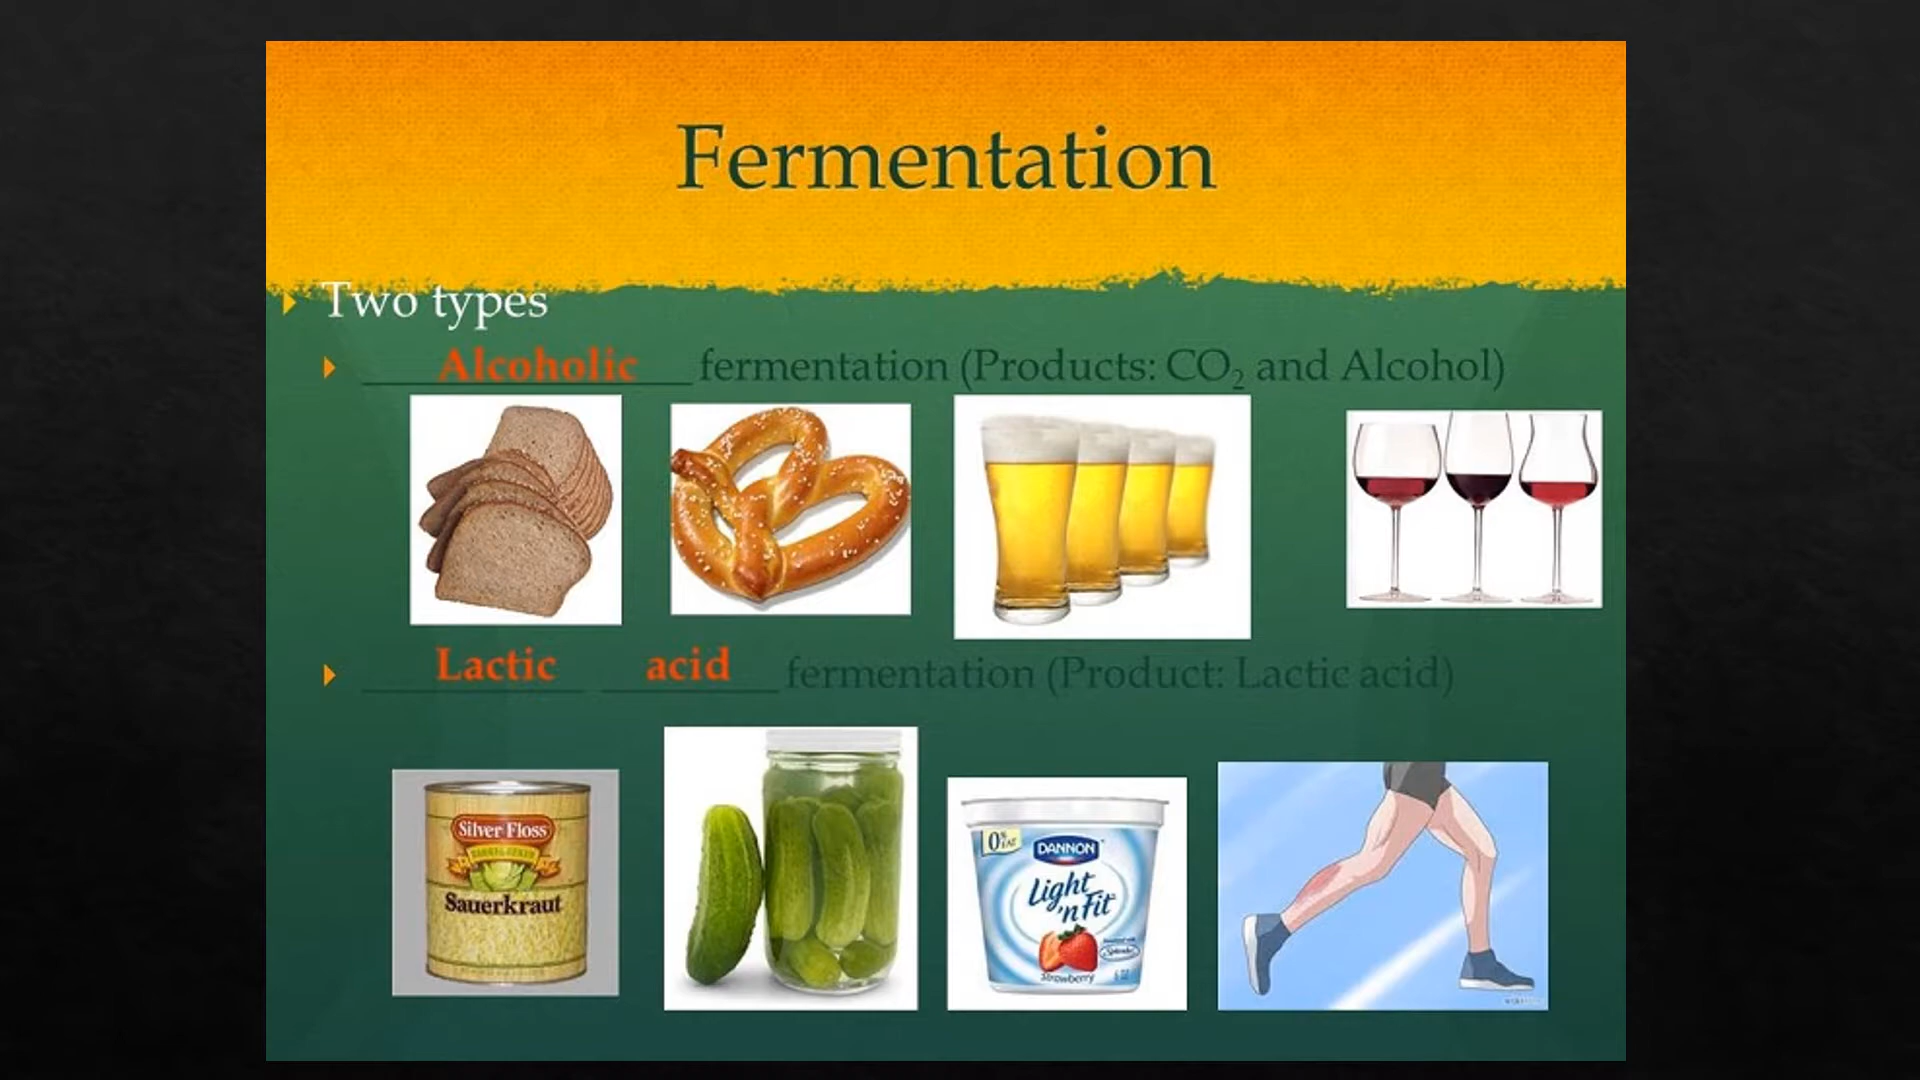 Fermentation
Two types
Alcoholic fermentation (Products: CO₂ and Alcohol)
Lactic acid fermentation (Product: Lactic acid)
Silver Floss
Sauerkraut
0% FAT
DANNON
Light
'n Fit
Splenda
Strawberry